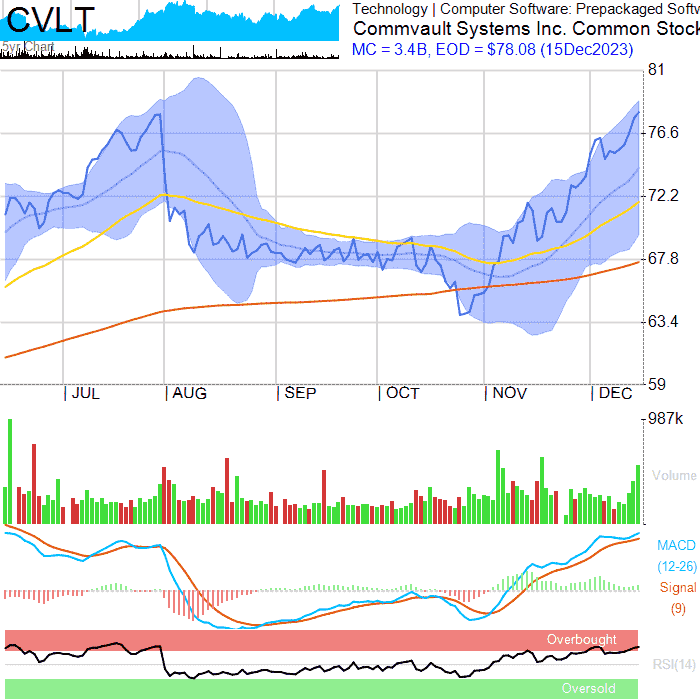 CVLT
5yr Chart
Technology | Computer Software: Prepackaged Softw
Commvault Systems Inc. Common Stock
MC = 3.4B, EOD = $78.08 (15Dec2023)
81
76.6
72.2
67.8
63.4
59
JUL AUG SEP OCT NOV DEC
987k
Volume
MACD
(12-26)
Signal
(9)
Overbought
RSI(14)
Oversold